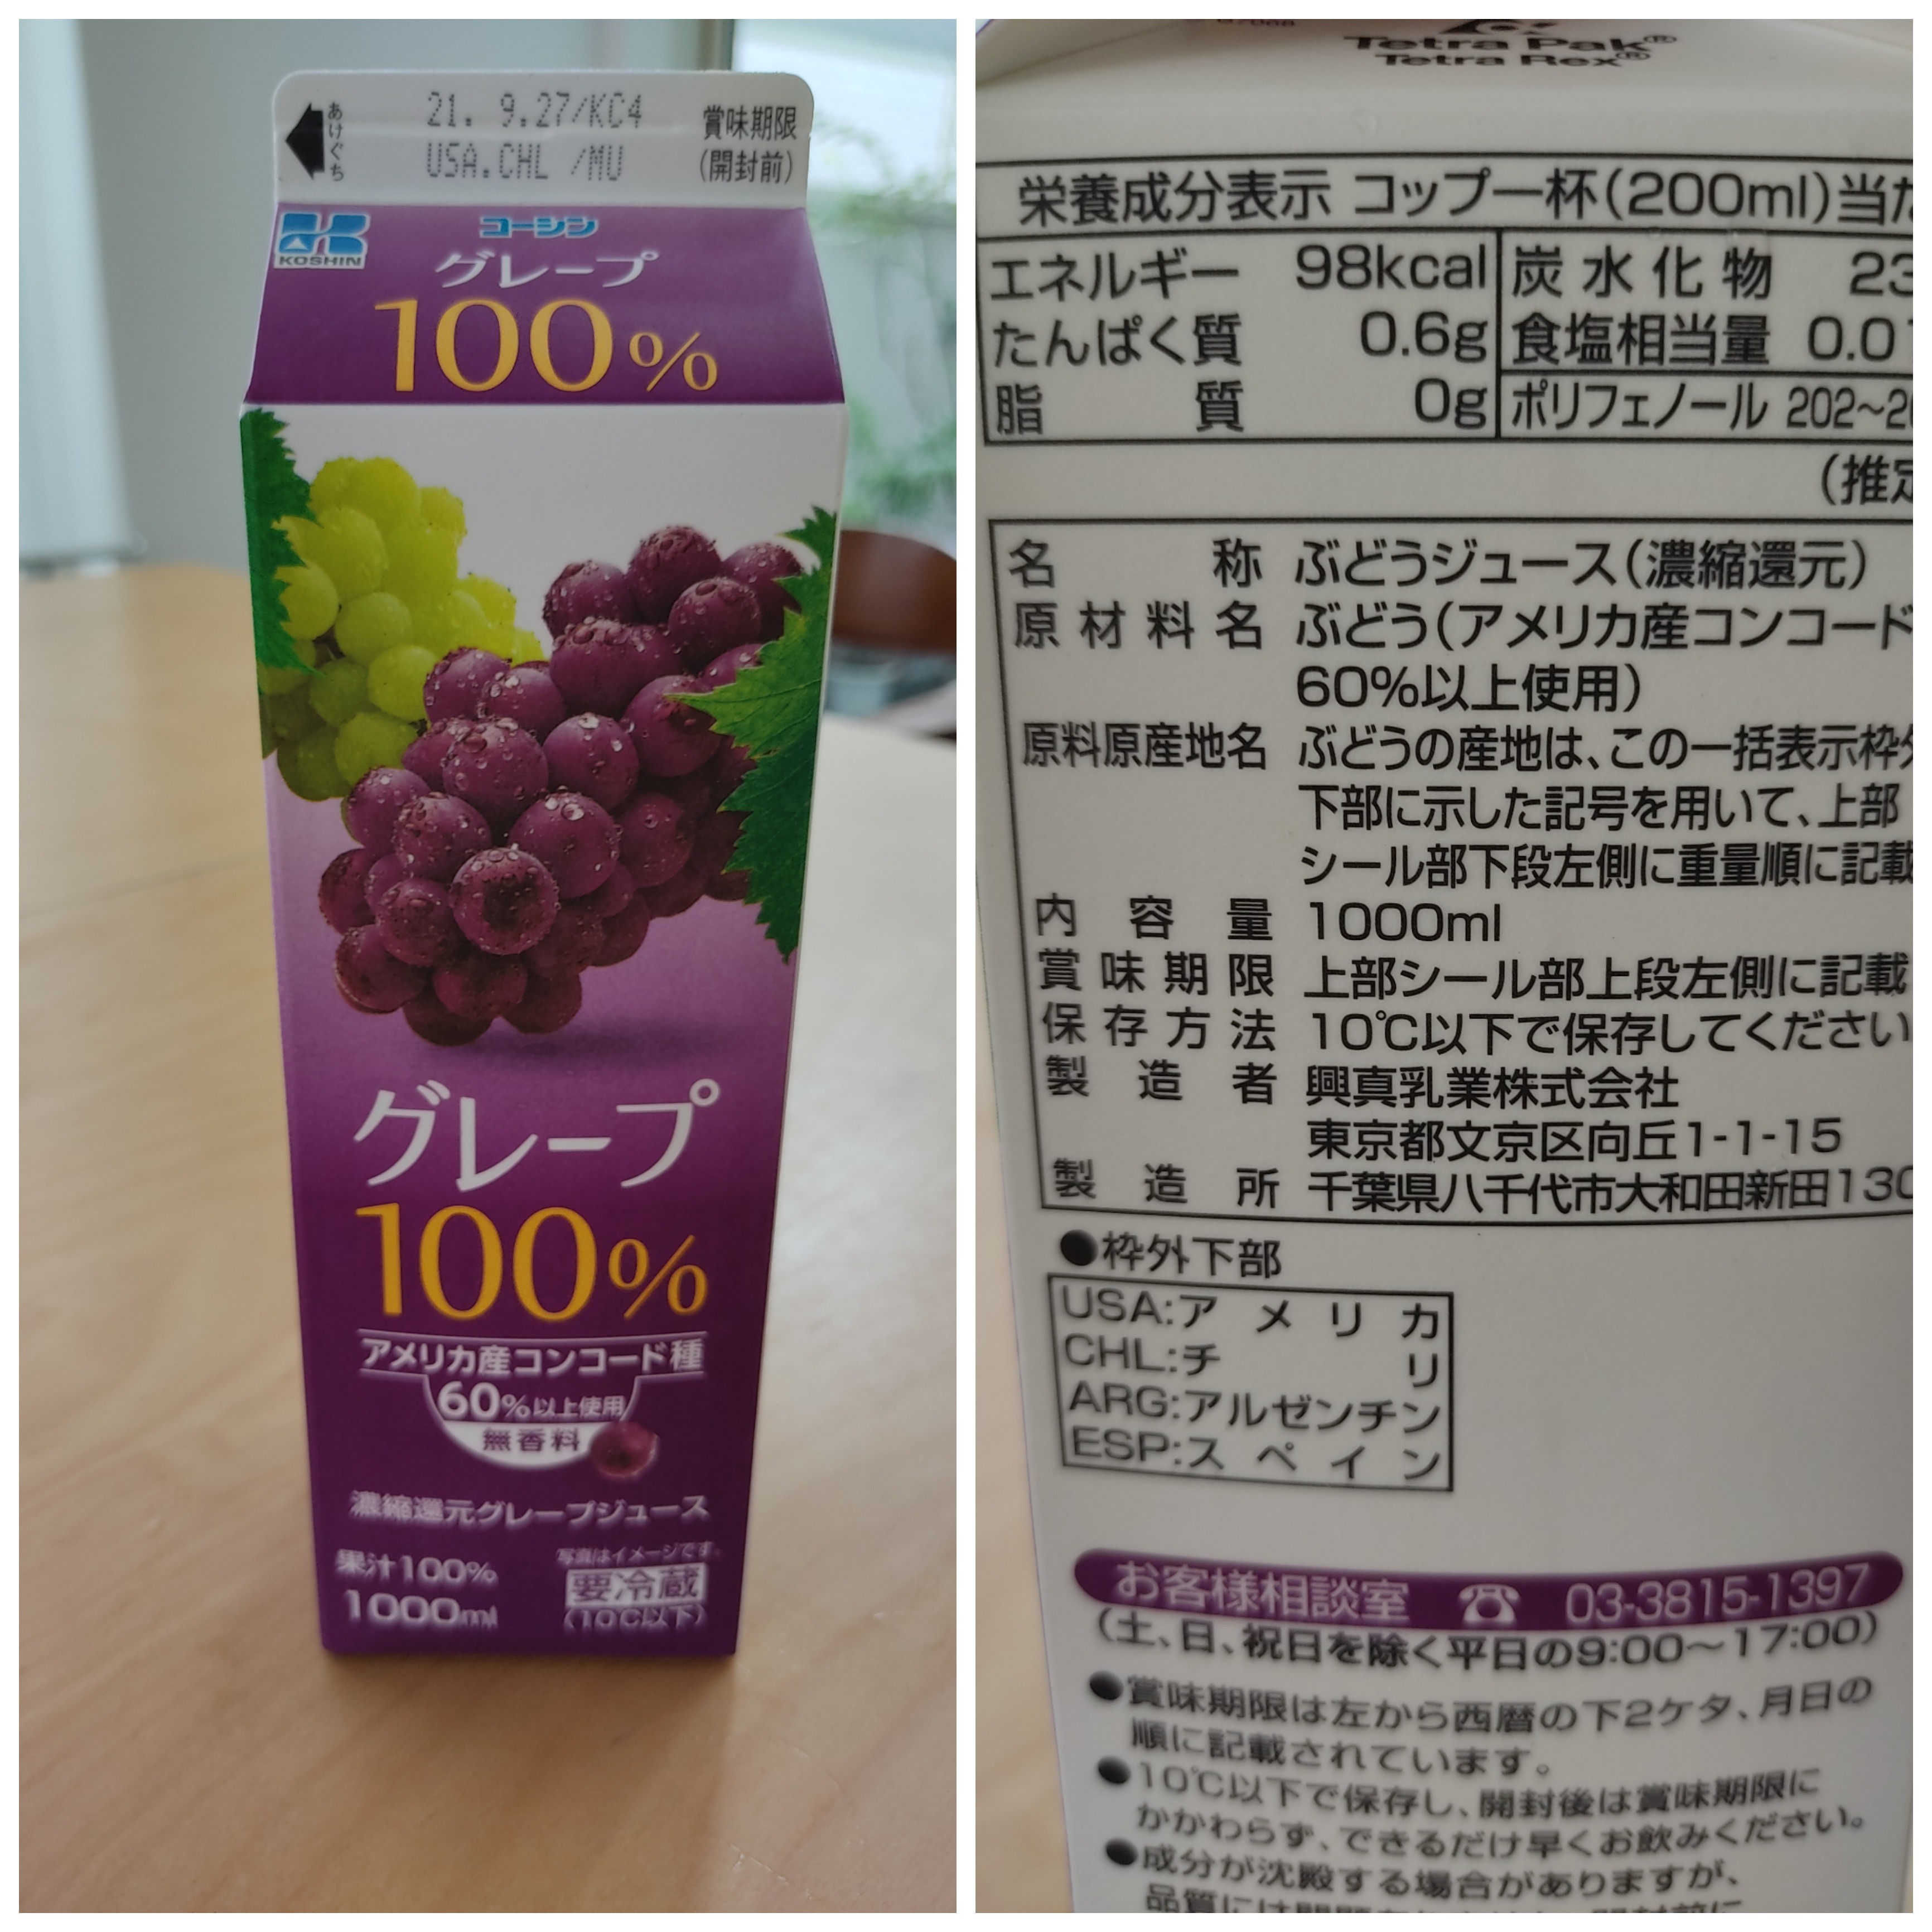 あけぐち
21. 9.27/KC4
USA.CHL /MU
賞味期限
(開封前)
KOSHIN
コーシン
グレープ
100%
グレープ
100%
アメリカ産コンコード種
60%以上使用
無香料
濃縮還元グレープジュース
果汁100%
1000ml
写真はイメージです。
要冷蔵
(10℃以下)
Tetra Pak®
Tetra Rex®
栄養成分表示 コップ一杯(200ml)当
エネルギー 98kcal 炭水化物 23
たんぱく質 0.6g 食塩相当量 0.0
脂質 0g ポリフェノール 202~2
(推定
名称 ぶどうジュース(濃縮還元)
原材料名 ぶどう(アメリカ産コンコード
60%以上使用)
原料原産地名 ぶどうの産地は、この一括表示枠
下部に示した記号を用いて、上部
シール部下段左側に重量順に記載
内容量 1000ml
賞味期限 上部シール部上段左側に記載
保存方法 10℃以下で保存してください
製造者 興真乳業株式会社
東京都文京区向丘1-1-15
製造所 千葉県八千代市大和田新田130
●枠外下部
USA:アメリカ
CHL:チリ
ARG:アルゼンチン
ESP:スペイン
お客様相談室 ☎ 03-3815-1397
(土、日、祝日を除く平日の9:00~17:00)
●賞味期限は左から西暦の下2ケタ、月日の
順に記載されています。
●10℃以下で保存し、開封後は賞味期限に
かかわらず、できるだけ早くお飲みください。
●成分が沈殿する場合がありますが、
品質には